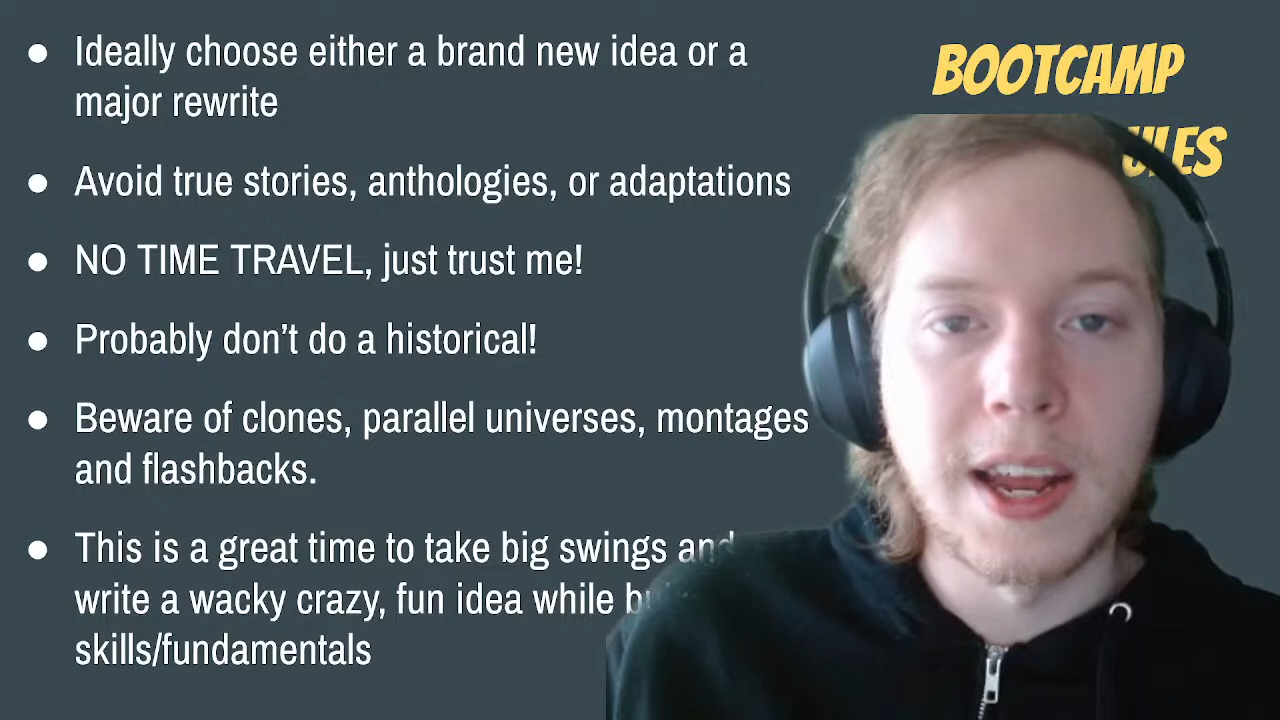 ● Ideally choose either a brand new idea or a
major rewrite
● Avoid true stories, anthologies, or adaptations
● NO TIME TRAVEL, just trust me!
● Probably don’t do a historical!
● Beware of clones, parallel universes, montages
and flashbacks.
● This is a great time to take big swings and
write a wacky crazy, fun idea while
skills/fundamentals
BOOTCAMP